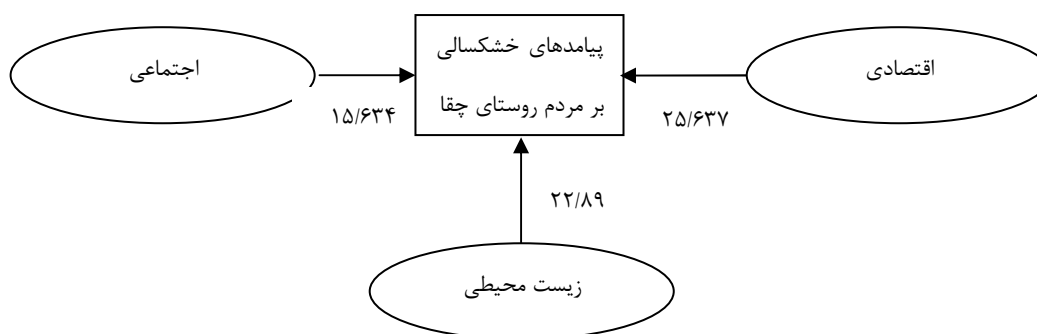 پیامدهای خشکسالی
بر مردم روستای چقا
اقتصادی
۲۵/۶۳۷
اجتماعی
۱۵/۶۳۴
۲۲/۸۹
زیست محیطی